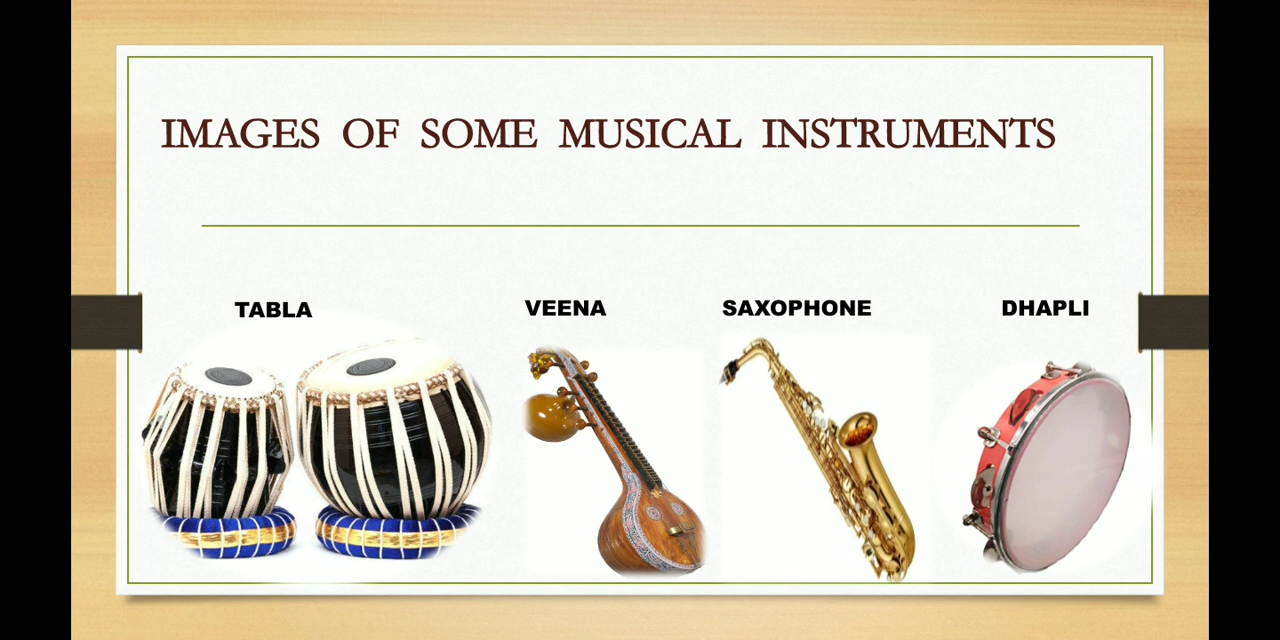 IMAGES OF SOME MUSICAL INSTRUMENTS
TABLA
VEENA
SAXOPHONE
DHAPLI